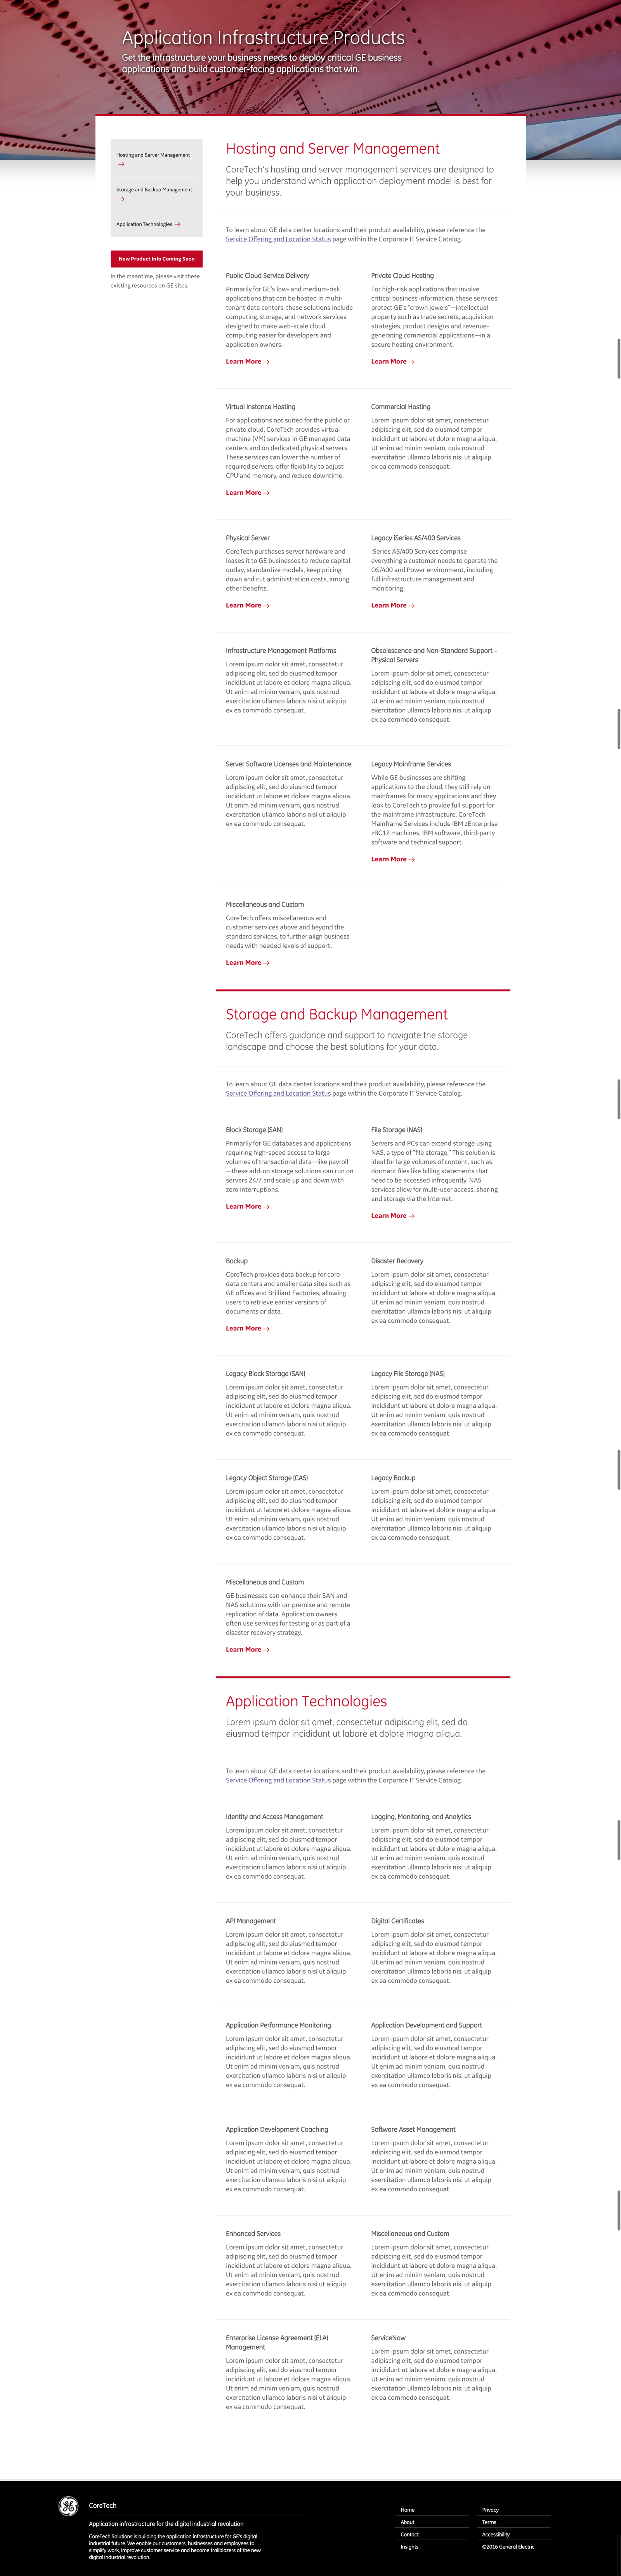 Application Infrastructure Products
Get the infrastructure your business needs to deploy critical GE business
applications and build customer-facing applications that win.
Hosting and Server Management
Storage and Backup Management
Application Technologies
New Product Info Coming Soon
In the meantime, please visit these
existing resources on GE sites.
Hosting and Server Management
CoreTech's hosting and server management services are designed to
help you understand which application deployment model is best for
your business.
To learn about GE data center locations and their product availability, please reference the
Service Offering and Location Status page within the Corporate IT Service Catalog.
Public Cloud Service Delivery
Primarily for GE's low- and medium-risk
applications that can be hosted in multi-
tenant data centers, these solutions include
computing, storage, and network services
designed to make web-scale cloud
computing easier for developers and
application owners.
Learn More
Private Cloud Hosting
For high-risk applications that involve
critical business information, these services
protect GE's "crown jewels"—intellectual
property such as trade secrets, acquisition
strategies, product designs and revenue-
generating commercial applications—in a
secure hosting environment.
Learn More
Virtual Instance Hosting
For applications not suited for the public or
private cloud, CoreTech provides virtual
machine (VM) services in GE managed data
centers and on dedicated physical servers.
These services can lower the number of
required servers, offer flexibility to adjust
CPU and memory, and reduce downtime.
Learn More
Commercial Hosting
Lorem ipsum dolor sit amet, consectetur
adipiscing elit, sed do eiusmod tempor
incididunt ut labore et dolore magna aliqua.
Ut enim ad minim veniam, quis nostrud
exercitation ullamco laboris nisi ut aliquip
ex ea commodo consequat.
Physical Server
CoreTech purchases server hardware and
leases it to GE businesses to reduce capital
outlay, standardize models, keep pricing
down and cut administration costs, among
other benefits.
Learn More
Legacy iSeries AS/400 Services
iSeries AS/400 Services comprise
everything a customer needs to operate the
OS/400 and Power environment, including
full infrastructure management and
monitoring.
Learn More
Infrastructure Management Platforms
Lorem ipsum dolor sit amet, consectetur
adipiscing elit, sed do eiusmod tempor
incididunt ut labore et dolore magna aliqua.
Ut enim ad minim veniam, quis nostrud
exercitation ullamco laboris nisi ut aliquip
ex ea commodo consequat.
Obsolescence and Non-Standard Support –
Physical Servers
Lorem ipsum dolor sit amet, consectetur
adipiscing elit, sed do eiusmod tempor
incididunt ut labore et dolore magna aliqua.
Ut enim ad minim veniam, quis nostrud
exercitation ullamco laboris nisi ut aliquip
ex ea commodo consequat.
Server Software Licenses and Maintenance
Lorem ipsum dolor sit amet, consectetur
adipiscing elit, sed do eiusmod tempor
incididunt ut labore et dolore magna aliqua.
Ut enim ad minim veniam, quis nostrud
exercitation ullamco laboris nisi ut aliquip
ex ea commodo consequat.
Legacy Mainframe Services
While GE businesses are shifting
applications to the cloud, they still rely on
mainframes for many applications and they
look to CoreTech to provide full support for
the mainframe infrastructure. CoreTech
Mainframe Services include IBM zEnterprise
zBC12 machines, IBM software, third-party
software and technical support.
Learn More
Miscellaneous and Custom
CoreTech offers miscellaneous and
customer services above and beyond the
standard services, to further align business
needs with needed levels of support.
Learn More
Storage and Backup Management
CoreTech offers guidance and support to navigate the storage
landscape and choose the best solutions for your data.
To learn about GE data center locations and their product availability, please reference the
Service Offering and Location Status page within the Corporate IT Service Catalog.
Block Storage (SAN)
Primarily for GE databases and applications
requiring high-speed access to large
volumes of transactional data—like payroll
—these add-on storage solutions can run on
servers 24/7 and scale up and down with
zero interruptions.
Learn More
File Storage (NAS)
Servers and PCs can extend storage using
NAS, a type of "file storage." This solution is
ideal for large volumes of content, such as
dormant files like billing statements that
need to be accessed infrequently. NAS
services allow for multi-user access, sharing
and storage via the Internet.
Learn More
Backup
CoreTech provides data backup for core
data centers and smaller data sites such as
GE offices and Brilliant Factories, allowing
users to retrieve earlier versions of
documents or data.
Learn More
Disaster Recovery
Lorem ipsum dolor sit amet, consectetur
adipiscing elit, sed do eiusmod tempor
incididunt ut labore et dolore magna aliqua.
Ut enim ad minim veniam, quis nostrud
exercitation ullamco laboris nisi ut aliquip
ex ea commodo consequat.
Legacy Block Storage (SAN)
Lorem ipsum dolor sit amet, consectetur
adipiscing elit, sed do eiusmod tempor
incididunt ut labore et dolore magna aliqua.
Ut enim ad minim veniam, quis nostrud
exercitation ullamco laboris nisi ut aliquip
ex ea commodo consequat.
Legacy File Storage (NAS)
Lorem ipsum dolor sit amet, consectetur
adipiscing elit, sed do eiusmod tempor
incididunt ut labore et dolore magna aliqua.
Ut enim ad minim veniam, quis nostrud
exercitation ullamco laboris nisi ut aliquip
ex ea commodo consequat.
Legacy Object Storage (CAS)
Lorem ipsum dolor sit amet, consectetur
adipiscing elit, sed do eiusmod tempor
incididunt ut labore et dolore magna aliqua.
Ut enim ad minim veniam, quis nostrud
exercitation ullamco laboris nisi ut aliquip
ex ea commodo consequat.
Legacy Backup
Lorem ipsum dolor sit amet, consectetur
adipiscing elit, sed do eiusmod tempor
incididunt ut labore et dolore magna aliqua.
Ut enim ad minim veniam, quis nostrud
exercitation ullamco laboris nisi ut aliquip
ex ea commodo consequat.
Miscellaneous and Custom
GE businesses can enhance their SAN and
NAS solutions with on-premise and remote
replication of data. Application owners
often use services for testing or as part of a
disaster recovery strategy.
Learn More
Application Technologies
Lorem ipsum dolor sit amet, consectetur adipiscing elit, sed do
eiusmod tempor incididunt ut labore et dolore magna aliqua.
To learn about GE data center locations and their product availability, please reference the
Service Offering and Location Status page within the Corporate IT Service Catalog.
Identity and Access Management
Lorem ipsum dolor sit amet, consectetur
adipiscing elit, sed do eiusmod tempor
incididunt ut labore et dolore magna aliqua.
Ut enim ad minim veniam, quis nostrud
exercitation ullamco laboris nisi ut aliquip
ex ea commodo consequat.
Logging, Monitoring, and Analytics
Lorem ipsum dolor sit amet, consectetur
adipiscing elit, sed do eiusmod tempor
incididunt ut labore et dolore magna aliqua.
Ut enim ad minim veniam, quis nostrud
exercitation ullamco laboris nisi ut aliquip
ex ea commodo consequat.
API Management
Lorem ipsum dolor sit amet, consectetur
adipiscing elit, sed do eiusmod tempor
incididunt ut labore et dolore magna aliqua.
Ut enim ad minim veniam, quis nostrud
exercitation ullamco laboris nisi ut aliquip
ex ea commodo consequat.
Digital Certificates
Lorem ipsum dolor sit amet, consectetur
adipiscing elit, sed do eiusmod tempor
incididunt ut labore et dolore magna aliqua.
Ut enim ad minim veniam, quis nostrud
exercitation ullamco laboris nisi ut aliquip
ex ea commodo consequat.
Application Performance Monitoring
Lorem ipsum dolor sit amet, consectetur
adipiscing elit, sed do eiusmod tempor
incididunt ut labore et dolore magna aliqua.
Ut enim ad minim veniam, quis nostrud
exercitation ullamco laboris nisi ut aliquip
ex ea commodo consequat.
Application Development and Support
Lorem ipsum dolor sit amet, consectetur
adipiscing elit, sed do eiusmod tempor
incididunt ut labore et dolore magna aliqua.
Ut enim ad minim veniam, quis nostrud
exercitation ullamco laboris nisi ut aliquip
ex ea commodo consequat.
Application Development Coaching
Lorem ipsum dolor sit amet, consectetur
adipiscing elit, sed do eiusmod tempor
incididunt ut labore et dolore magna aliqua.
Ut enim ad minim veniam, quis nostrud
exercitation ullamco laboris nisi ut aliquip
ex ea commodo consequat.
Software Asset Management
Lorem ipsum dolor sit amet, consectetur
adipiscing elit, sed do eiusmod tempor
incididunt ut labore et dolore magna aliqua.
Ut enim ad minim veniam, quis nostrud
exercitation ullamco laboris nisi ut aliquip
ex ea commodo consequat.
Enhanced Services
Lorem ipsum dolor sit amet, consectetur
adipiscing elit, sed do eiusmod tempor
incididunt ut labore et dolore magna aliqua.
Ut enim ad minim veniam, quis nostrud
exercitation ullamco laboris nisi ut aliquip
ex ea commodo consequat.
Miscellaneous and Custom
Lorem ipsum dolor sit amet, consectetur
adipiscing elit, sed do eiusmod tempor
incididunt ut labore et dolore magna aliqua.
Ut enim ad minim veniam, quis nostrud
exercitation ullamco laboris nisi ut aliquip
ex ea commodo consequat.
Enterprise License Agreement (ELA)
Management
Lorem ipsum dolor sit amet, consectetur
adipiscing elit, sed do eiusmod tempor
incididunt ut labore et dolore magna aliqua.
Ut enim ad minim veniam, quis nostrud
exercitation ullamco laboris nisi ut aliquip
ex ea commodo consequat.
ServiceNow
Lorem ipsum dolor sit amet, consectetur
adipiscing elit, sed do eiusmod tempor
incididunt ut labore et dolore magna aliqua.
Ut enim ad minim veniam, quis nostrud
exercitation ullamco laboris nisi ut aliquip
ex ea commodo consequat.
CoreTech
Application infrastructure for the digital industrial revolution
CoreTech Solutions is building the application infrastructure for GE's digital
industrial future. We enable our customers, businesses and employees to
simplify work, improve customer service and become trailblazers of the new
digital industrial revolution.
Home
About
Contact
Insights
Privacy
Terms
Accessibility
©2016 General Electric